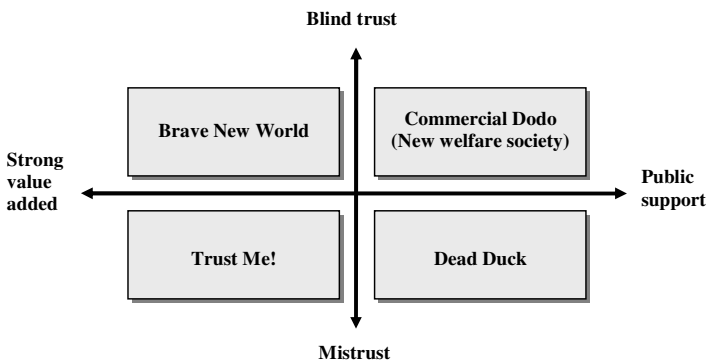 Blind trust
Brave New World
Commercial Dodo
(New welfare society)
Strong
value
added
Public
support
Trust Me!
Dead Duck
Mistrust